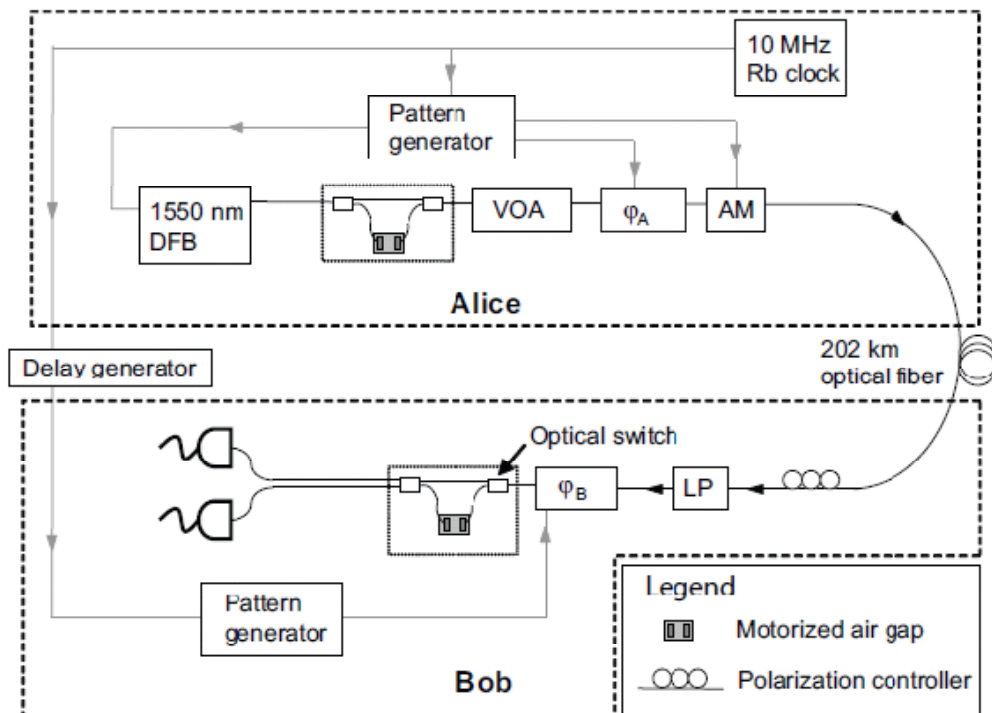 10 MHz
Rb clock
Pattern
generator
1550 nm
DFB
VOA
φA
AM
Alice
Delay generator
202 km
optical fiber
Optical switch
φB
LP
Pattern
generator
Bob
Legend
Motorized air gap
Polarization controller